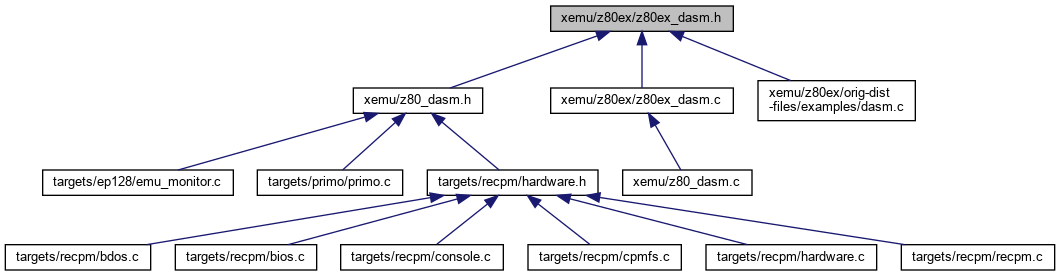 xemu/z80ex/z80ex_dasm.h
xemu/z80_dasm.h
xemu/z80ex/z80ex_dasm.c
xemu/z80ex/orig-dist
-files/examples/dasm.c
targets/ep128/emu_monitor.c
targets/primo/primo.c
targets/recpm/hardware.h
xemu/z80_dasm.c
targets/recpm/bdos.c
targets/recpm/bios.c
targets/recpm/console.c
targets/recpm/cpmfs.c
targets/recpm/hardware.c
targets/recpm/recpm.c